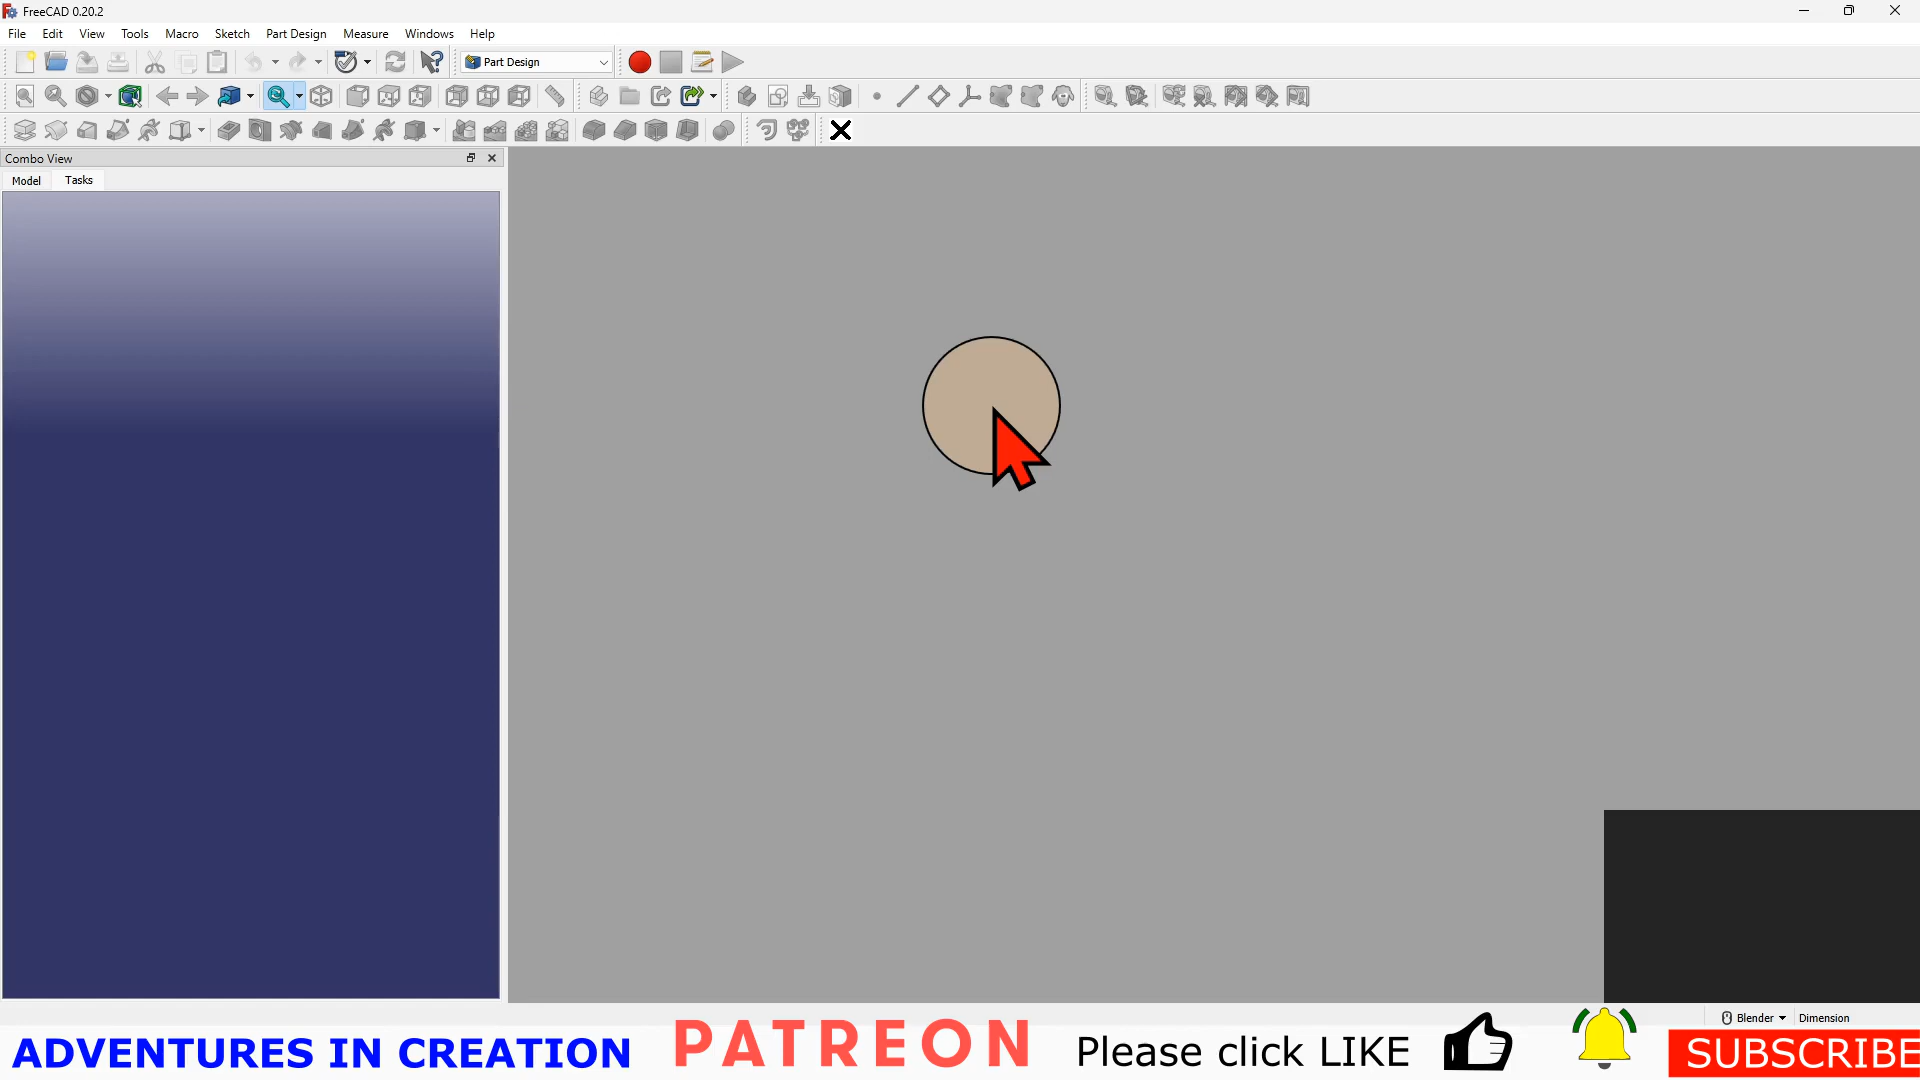 FreeCAD 0.20.2
File Edit View Tools Macro Sketch Part Design Measure Windows Help
Part Design
Combo View
Model Tasks
Blender Dimension
ADVENTURES IN CREATION PATREON Please click LIKE SUBSCRIBE